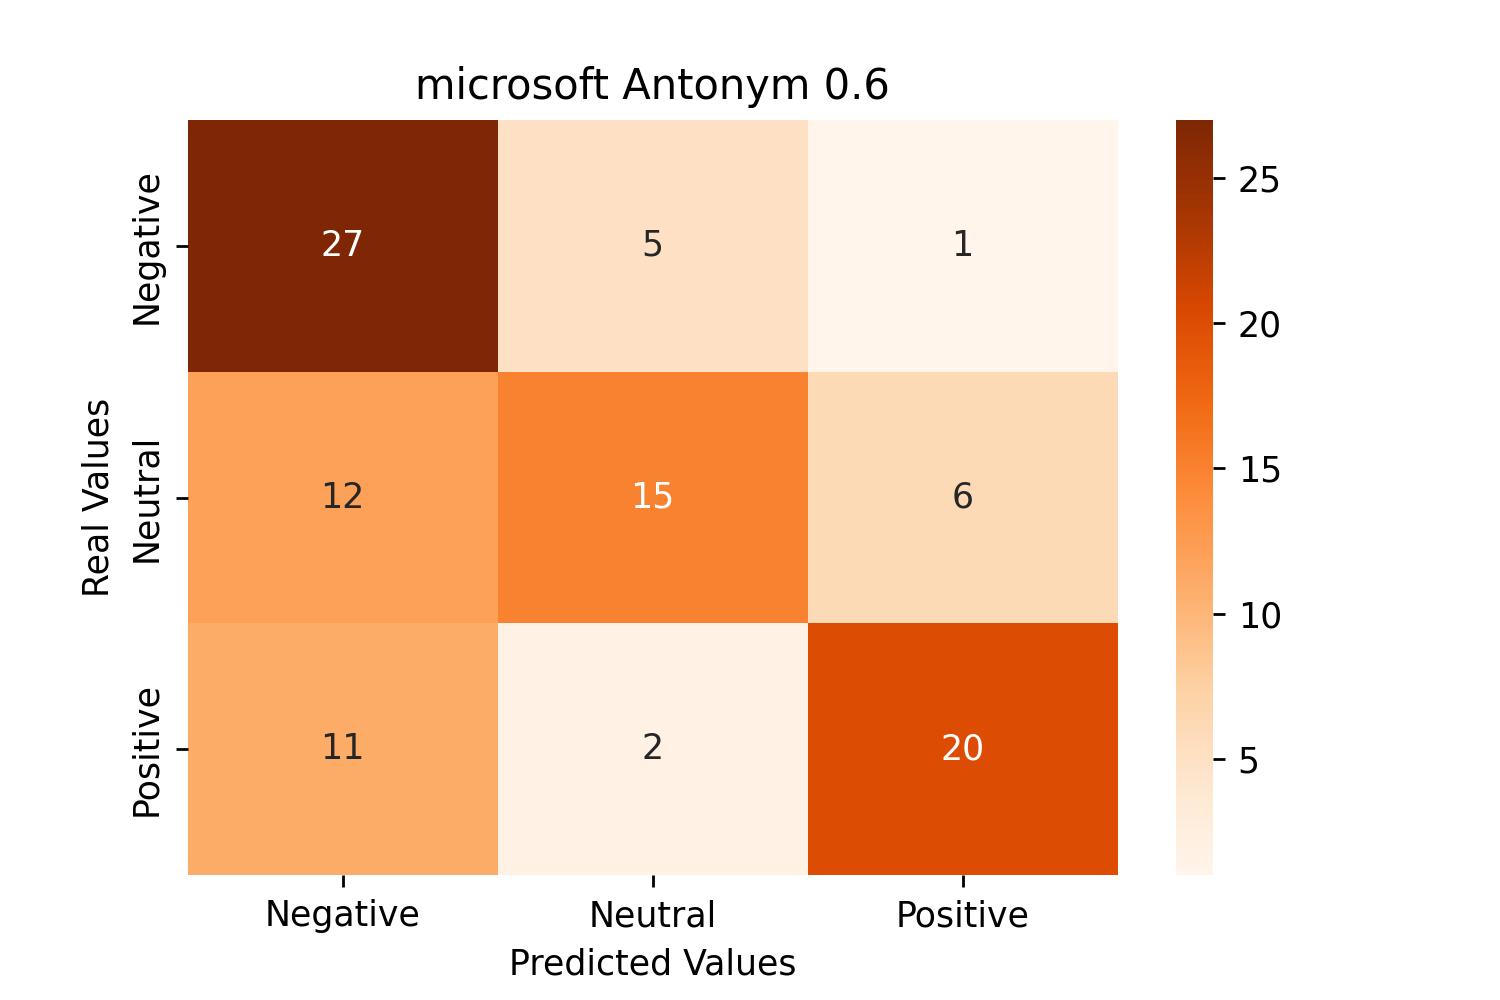 microsoft Antonym 0.6
Real Values
Negative
27 5 1
Neutral
12 15 6
Positive
11 2 20
Negative Neutral Positive
Predicted Values
25
20
15
10
5